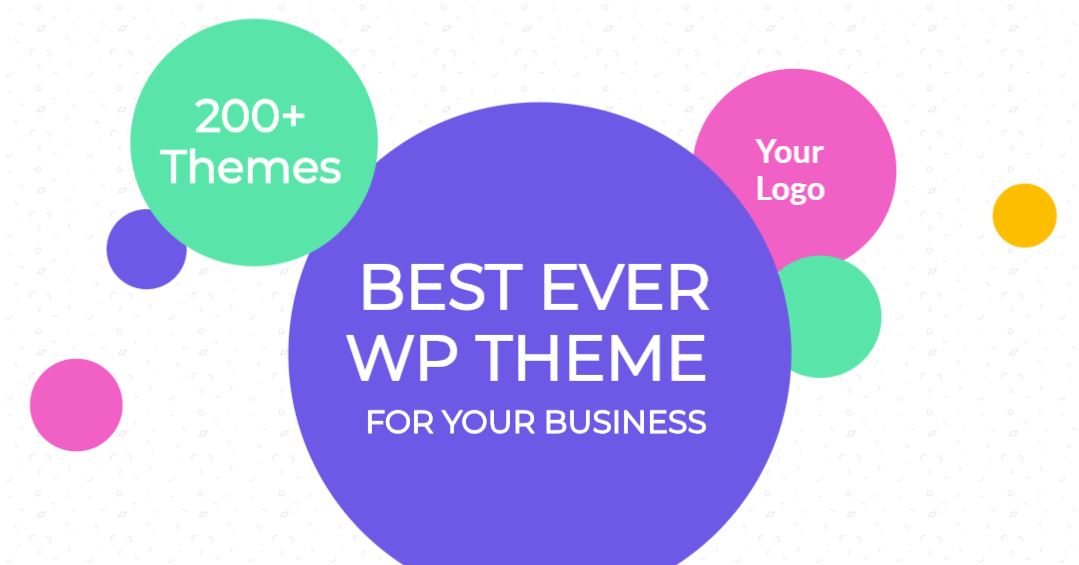 200+
Themes
Your
Logo
BEST EVER
WP THEME
FOR YOUR BUSINESS